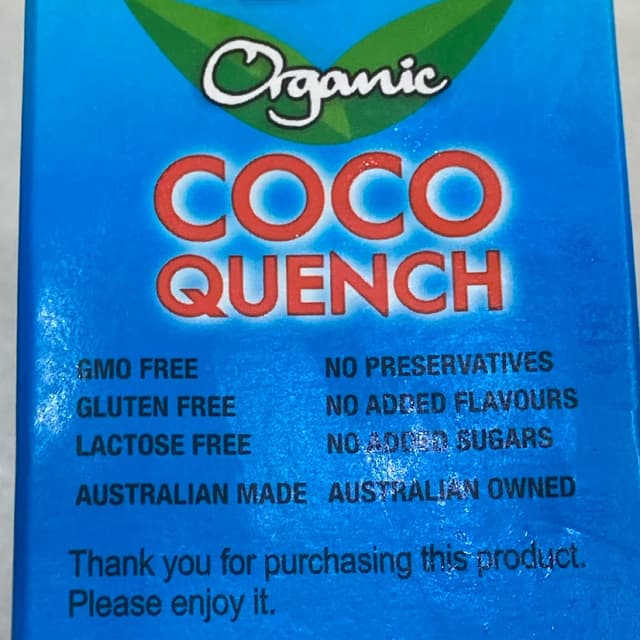 Organic
COCO
QUENCH
GMO FREE NO PRESERVATIVES
GLUTEN FREE NO ADDED FLAVOURS
LACTOSE FREE NO ADDED SUGARS
AUSTRALIAN MADE AUSTRALIAN OWNED
Thank you for purchasing this product.
Please enjoy it.